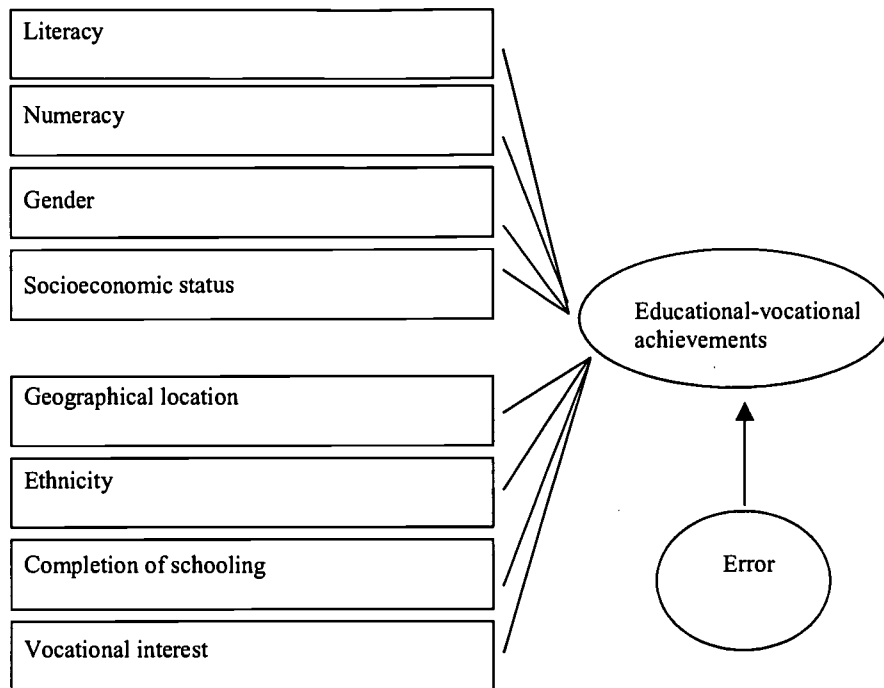 Literacy
Numeracy
Gender
Socioeconomic status
Educational-vocational
achievements
Geographical location
Ethnicity
Completion of schooling
Error
Vocational interest